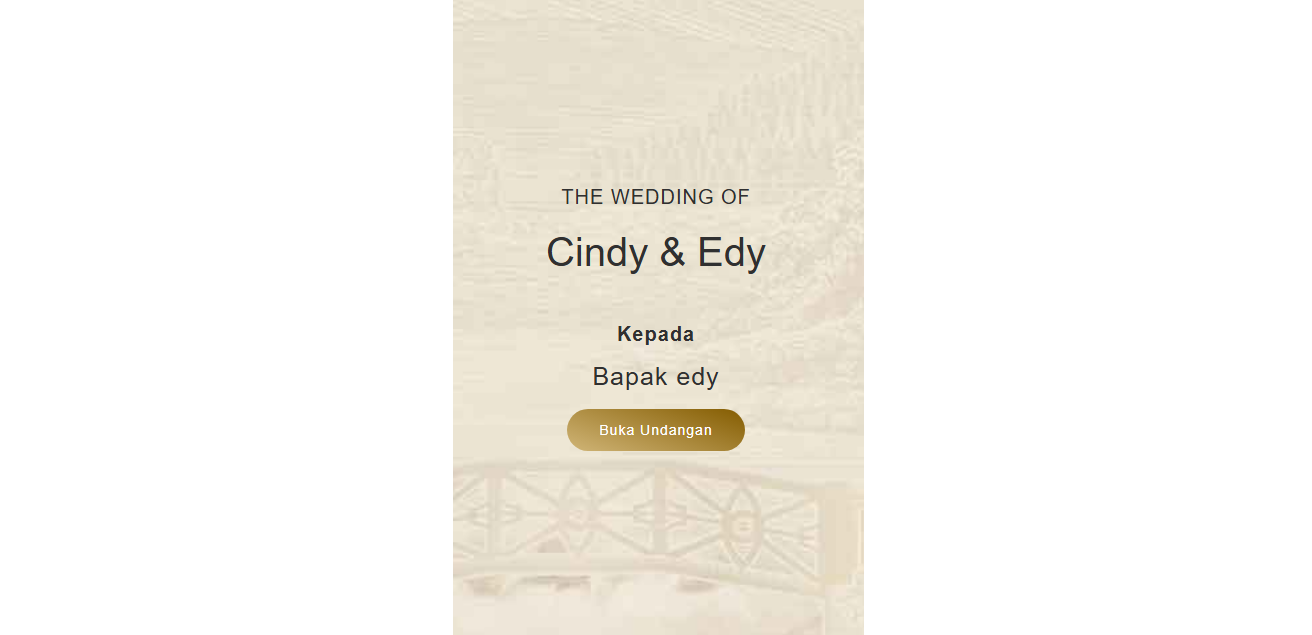 THE WEDDING OF
Cindy & Edy
Kepada
Bapak edy
Buka Undangan